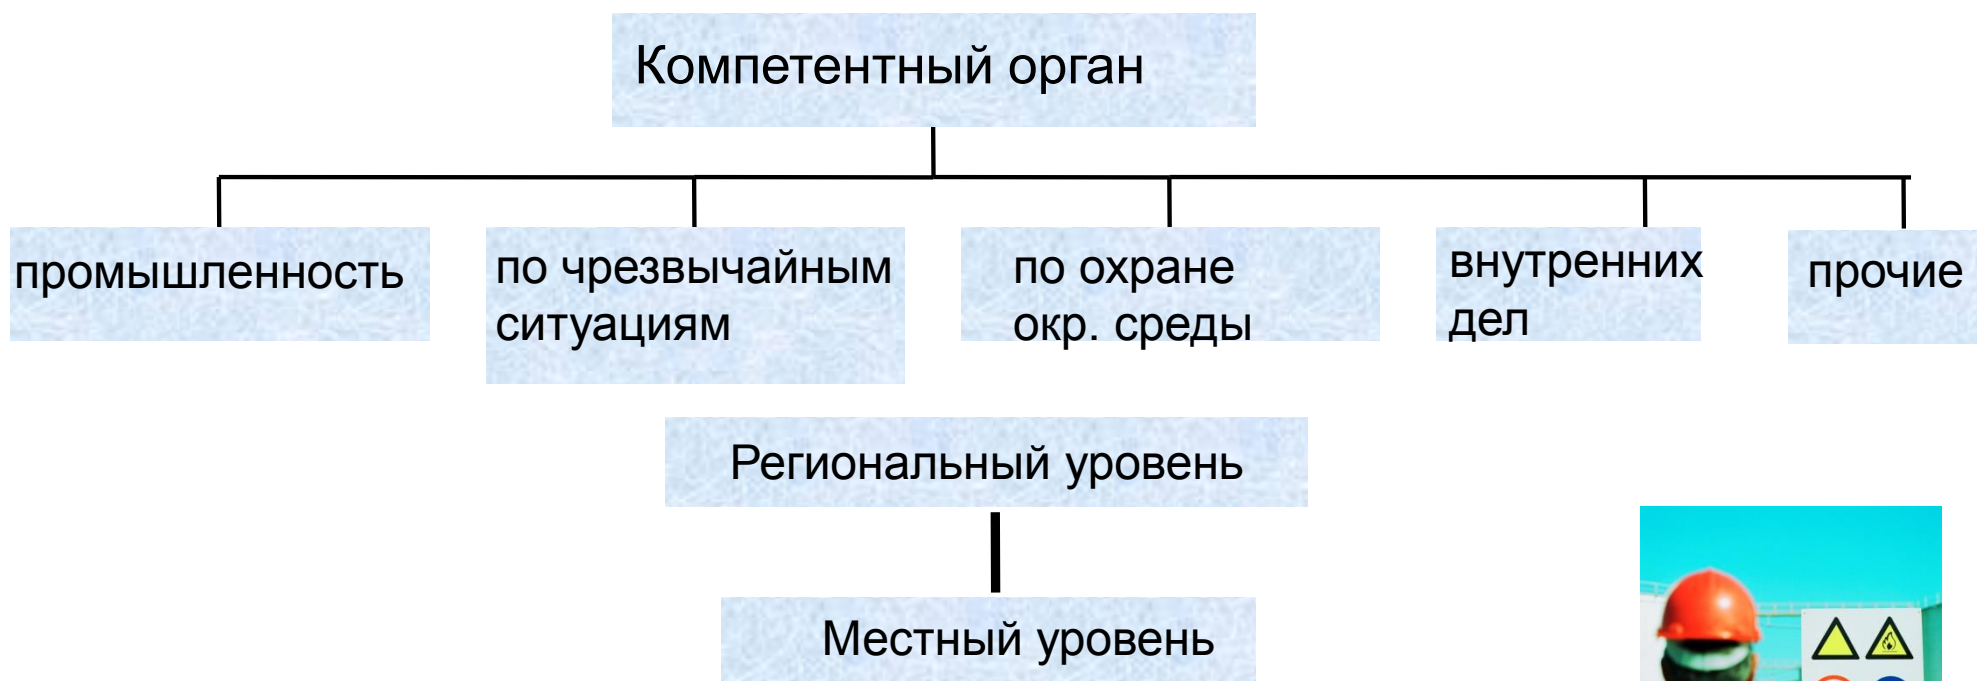 Компетентный орган
промышленность
по чрезвычайным
ситуациям
по охране
окр. среды
внутренних
дел
прочие
Региональный уровень
Местный уровень